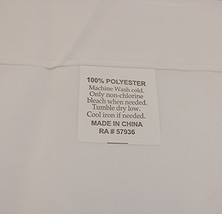 100% POLYESTER
Machine Wash cold.
Only non-chlorine
bleach when needed.
Tumble dry low.
Cool iron if needed.
MADE IN CHINA
RA # 57936